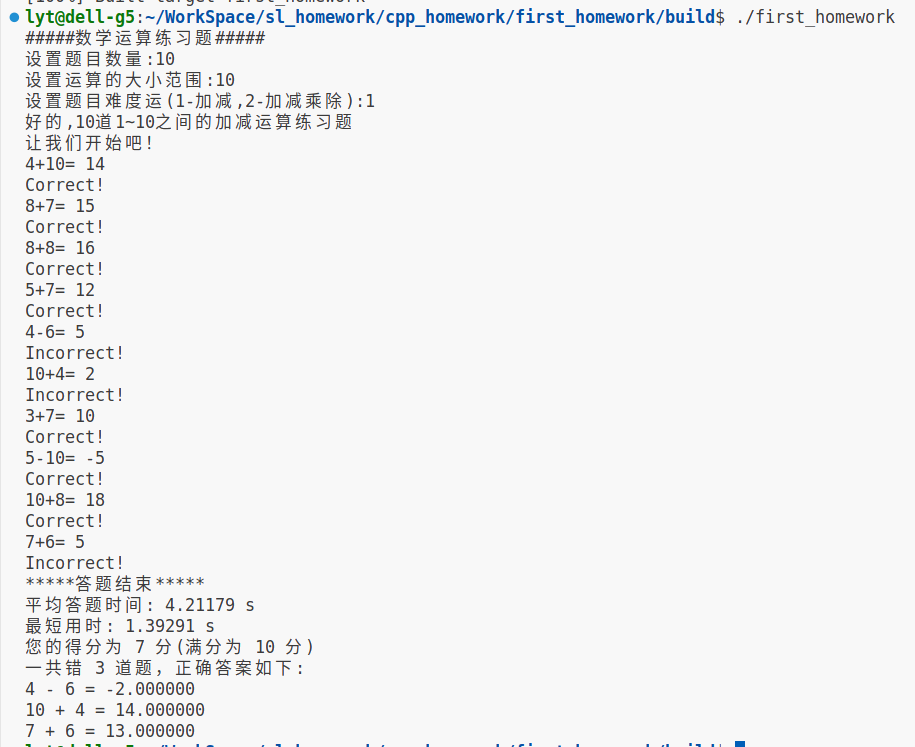 lyt@dell-g5:~/WorkSpace/sl_homework/cpp_homework/first_homework/build$ ./first_homework
#####数学运算练习题#####
设置题目数量:10
设置运算的大小范围:10
设置题目难度运(1-加减,2-加减乘除):1
好的,10道1~10之间的加减运算练习题
让我们开始吧!
4+10= 14
Correct!
8+7= 15
Correct!
8+8= 16
Correct!
5+7= 12
Correct!
4-6= 5
Incorrect!
10+4= 2
Incorrect!
3+7= 10
Correct!
5-10= -5
Correct!
10+8= 18
Correct!
7+6= 5
Incorrect!
*****答题结束*****
平均答题时间: 4.21179 s
最短用时: 1.39291 s
您的得分为 7 分(满分为 10 分)
一共错 3 道题, 正确答案如下:
4 - 6 = -2.000000
10 + 4 = 14.000000
7 + 6 = 13.000000